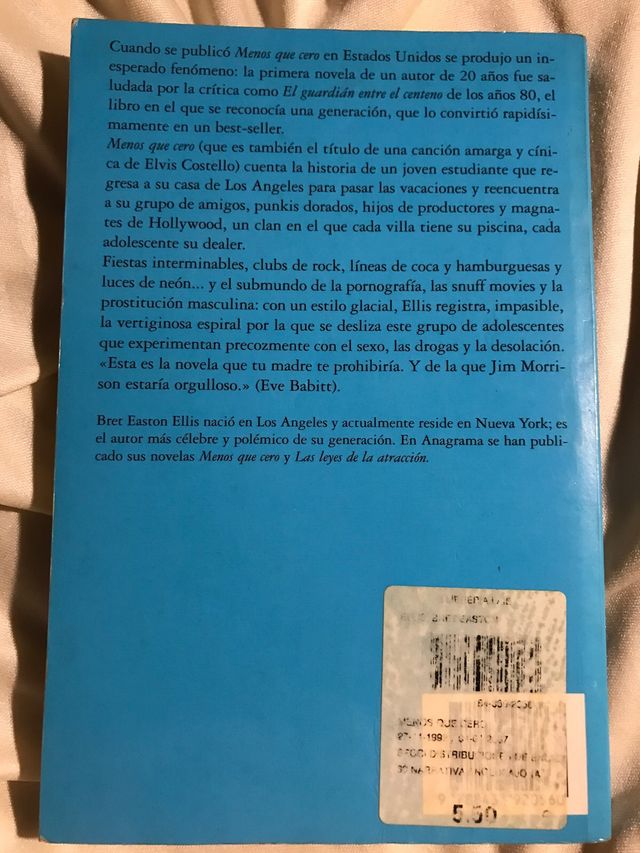 Cuando se publicó Menos que cero en Estados Unidos se produjo un in-
esperado fenómeno: la primera novela de un autor de 20 años fue sa-
ludada por la crítica como El guardián entre el centeno de los años 80, el
libro en el que se reconocía una generación, que lo convirtió rapidísi-
mamente en un best-seller.
Menos que cero (que es también el título de una canción amarga y cíni-
ca de Elvis Costello) cuenta la historia de un joven estudiante que re-
gresa a su casa de Los Angeles para pasar las vacaciones y reencuentra
a su grupo de amigos, punkis dorados, hijos de productores y magna-
tes de Hollywood, un clan en el que cada villa tiene su piscina, cada
adolescente su dealer.
Fiestas interminables, clubs de rock, líneas de coca y hamburguesas y
luces de neón... y el submundo de la pornografía, las snuff movies y la
prostitución masculina: con un estilo glacial, Ellis registra, impasible,
la vertiginosa espiral por la que se desliza este grupo de adolescentes
que experimentan precozmente con el sexo, las drogas y la desolación.
«Esta es la novela que tu madre te prohibiría. Y de la que Jim Morri-
son estaría orgulloso.» (Eve Babitt).
Bret Easton Ellis nació en Los Angeles y actualmente reside en Nueva York; es
el autor más célebre y polémico de su generación. En Anagrama se han publi-
cado sus novelas Menos que cero y Las leyes de la atracción.
EASTON
MENOS QUE CERO
5.50